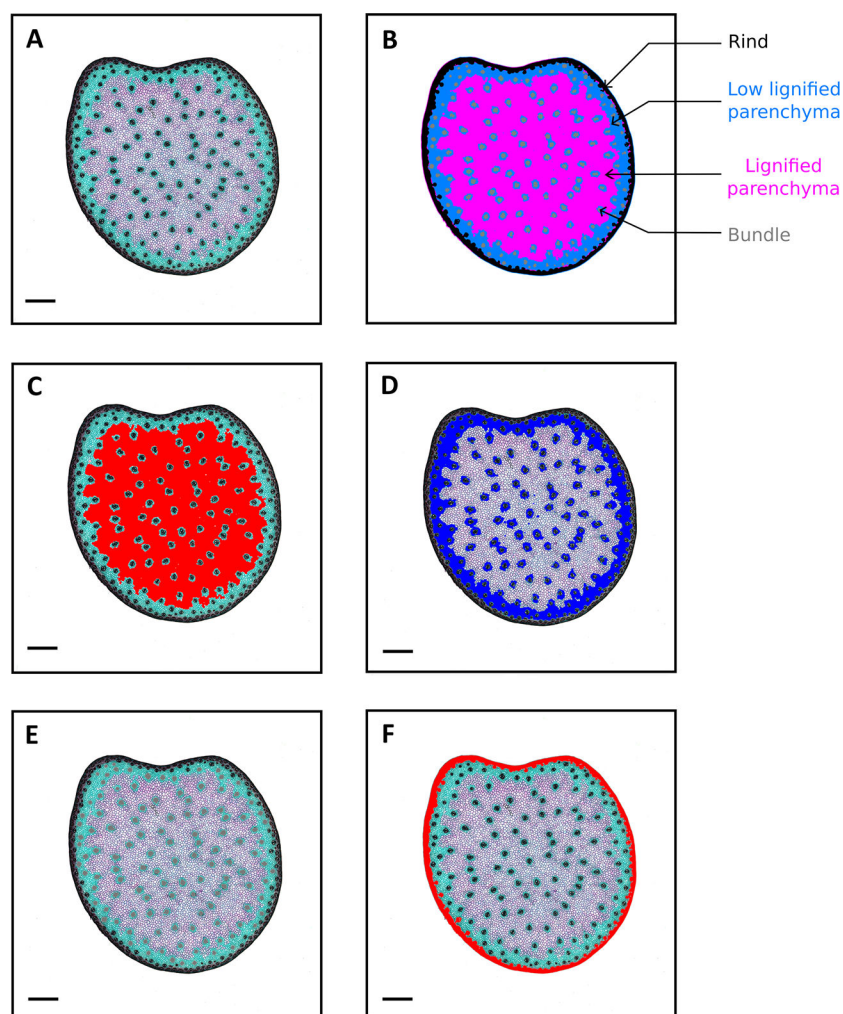 A
B
Rind
Low lignified
parenchyma
Lignified
parenchyma
Bundle
C
D
E
F